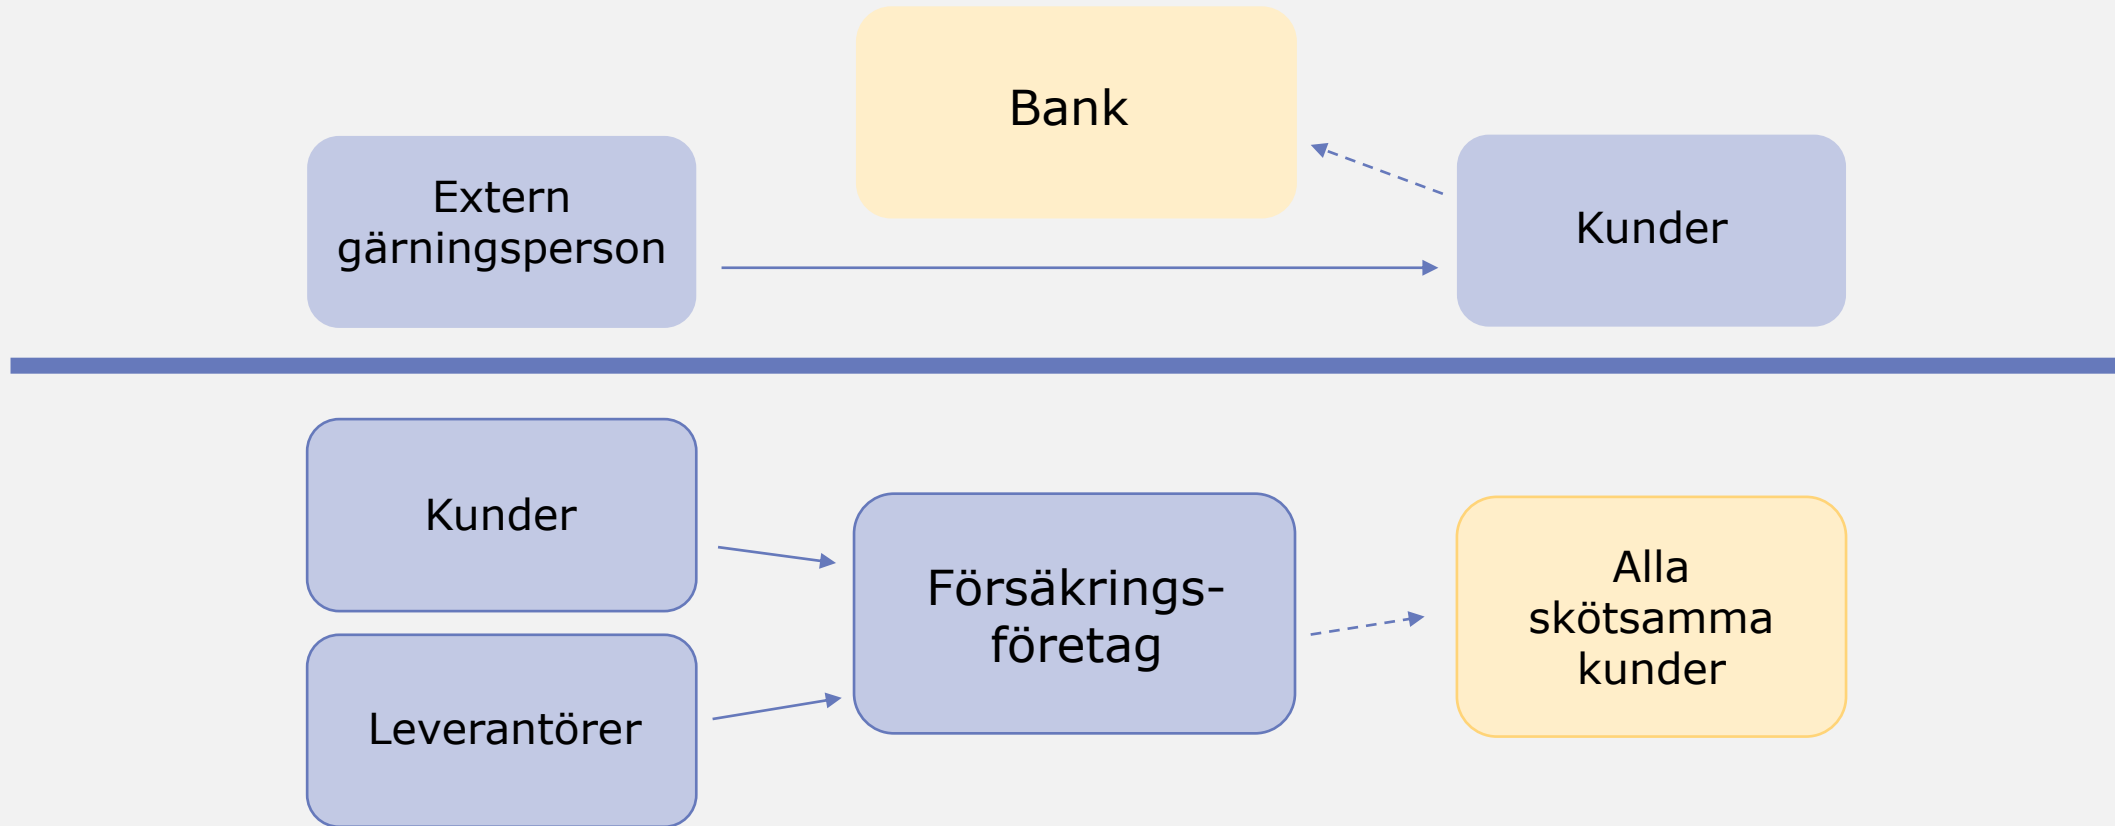 Bank
Extern
gärningsperson
Kunder
Kunder
Försäkrings-
företag
Alla
skötsamma
kunder
Leverantörer